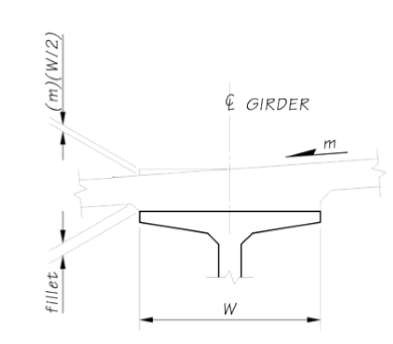 (m)(W/2)
℄ GIRDER
m
fillet
W